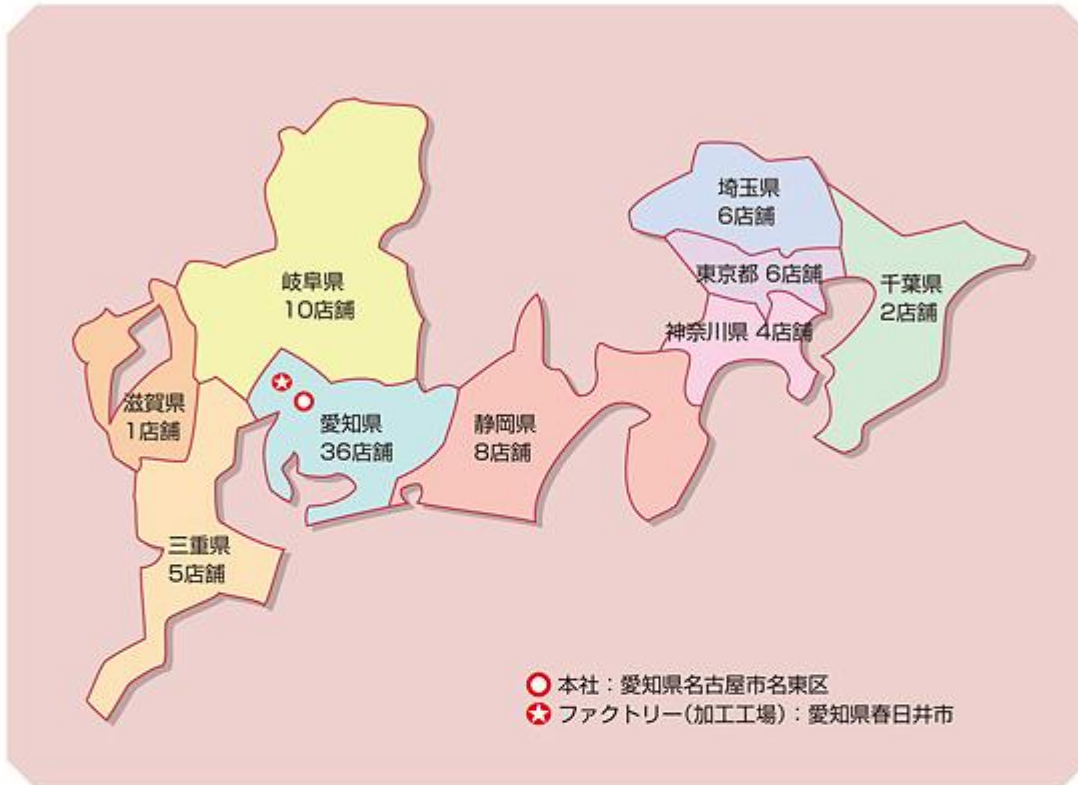 埼玉県
6店舗
東京都 6店舗
千葉県
2店舗
神奈川県 4店舗
岐阜県
10店舗
滋賀県
1店舗
愛知県
36店舗
静岡県
8店舗
三重県
5店舗
本社：愛知県名古屋市名東区
ファクトリー(加工工場)：愛知県春日井市